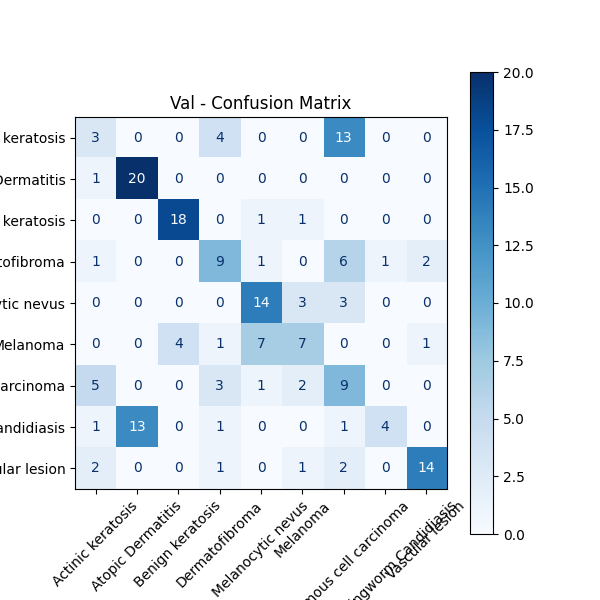 Val - Confusion Matrix
keratosis 3 0 0 4 0 0 13 0 0
Dermatitis 1 20 0 0 0 0 0 0 0
keratosis 0 0 18 0 1 1 0 0 0
tofibroma 1 0 0 9 1 0 6 1 2
tic nevus 0 0 0 0 14 3 3 0 0
Melanoma 0 0 4 1 7 7 0 0 1
arcinoma 5 0 0 3 1 2 9 0 0
andidiasis 1 13 0 1 0 0 1 4 0
ular lesion 2 0 0 1 0 1 2 0 14
Actinic keratosis
Atopic Dermatitis
Benign keratosis
Dermatofibroma
Melanocytic nevus
Melanoma
mous cell carcinoma
ngworm Candidiasis
Vascular lesion
20.0
17.5
15.0
12.5
10.0
7.5
5.0
2.5
0.0